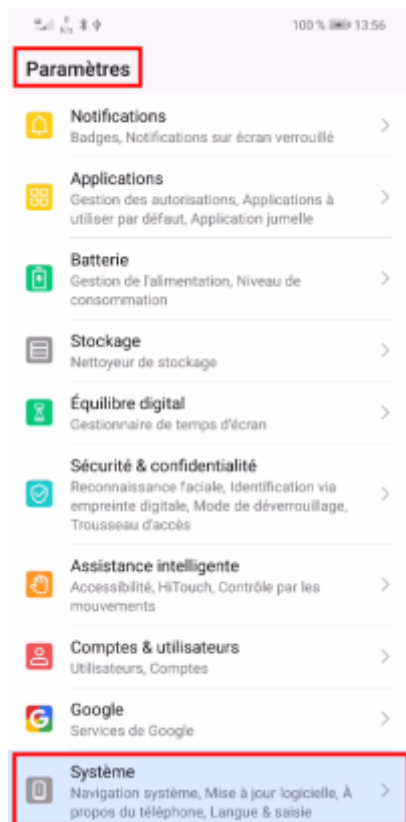 100 % 13:56
Paramètres
Notifications
Badges, Notifications sur écran verrouillé
Applications
Gestion des autorisations, Applications à
utiliser par défaut, Application jumelle
Batterie
Gestion de l'alimentation, Niveau de
consommation
Stockage
Nettoyeur de stockage
Équilibre digital
Gestionnaire de temps d'écran
Sécurité & confidentialité
Reconnaissance faciale, Identification via
empreinte digitale, Mode de déverrouillage,
Trousseau d'accès
Assistance intelligente
Accessibilité, HiTouch, Contrôle par les
mouvements
Comptes & utilisateurs
Utilisateurs, Comptes
Google
Services de Google
Système
Navigation système, Mise à jour logicielle, À
propos du téléphone, Langue & saisie